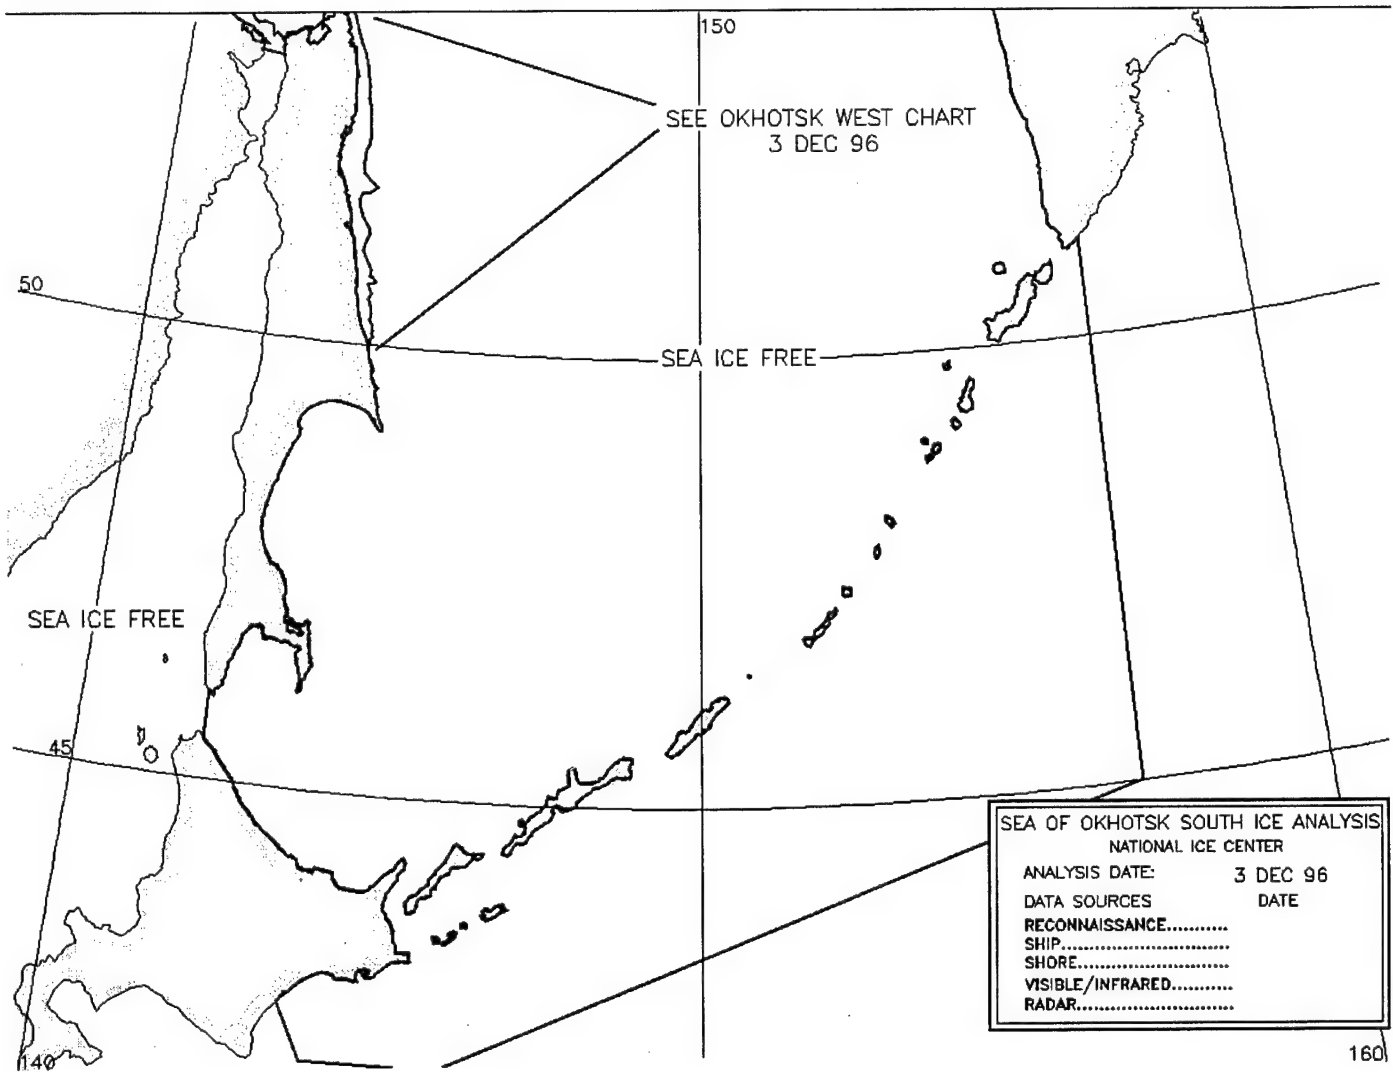 150
SEE OKHOTSK WEST CHART
3 DEC 96
50
SEA ICE FREE
SEA ICE FREE
45
SEA OF OKHOTSK SOUTH ICE ANALYSIS
NATIONAL ICE CENTER
ANALYSIS DATE: 3 DEC 96
DATA SOURCES DATE
RECONNAISSANCE...........
SHIP..............................
SHORE...........................
VISIBLE/INFRARED...........
RADAR............................
140
160